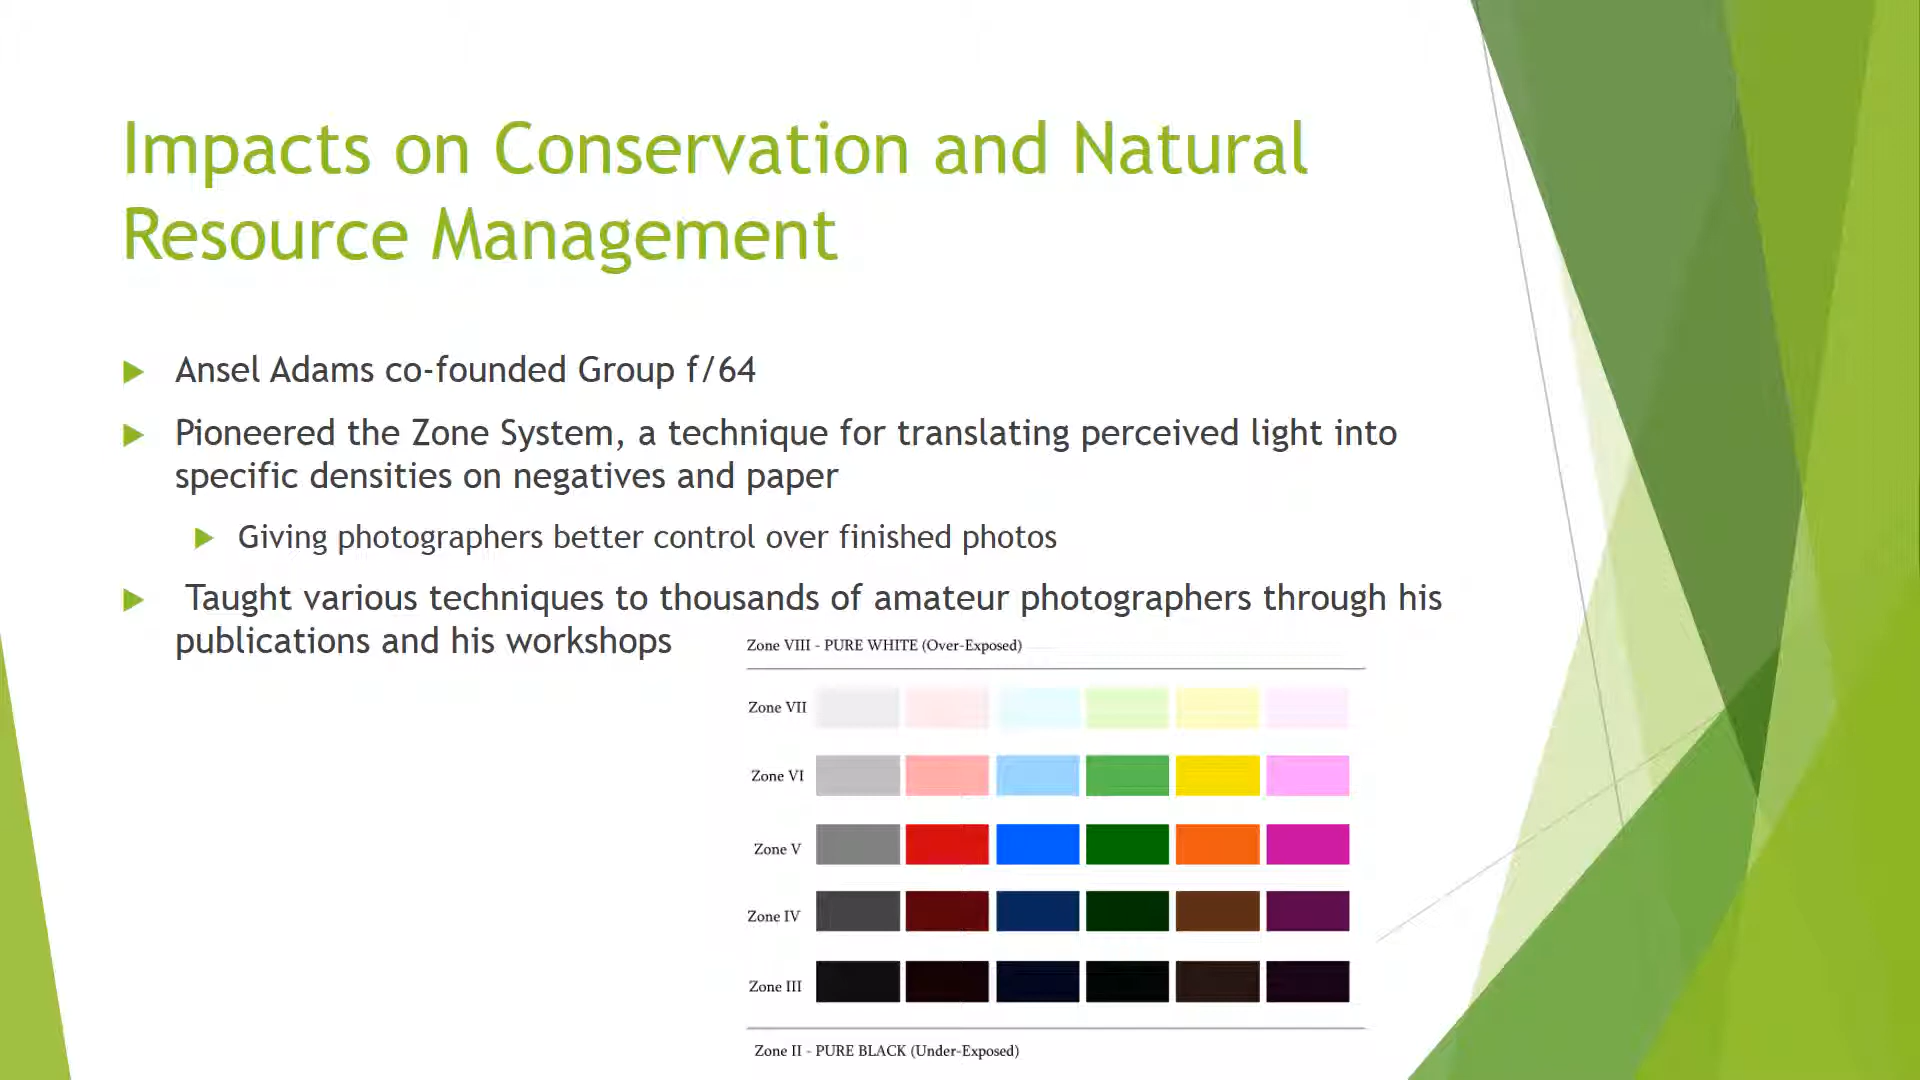 Impacts on Conservation and Natural
Resource Management
Ansel Adams co-founded Group f/64
Pioneered the Zone System, a technique for translating perceived light into
specific densities on negatives and paper
Giving photographers better control over finished photos
Taught various techniques to thousands of amateur photographers through his
publications and his workshops
Zone VIII - PURE WHITE (Over-Exposed)
Zone VII
Zone VI
Zone V
Zone IV
Zone III
Zone II - PURE BLACK (Under-Exposed)